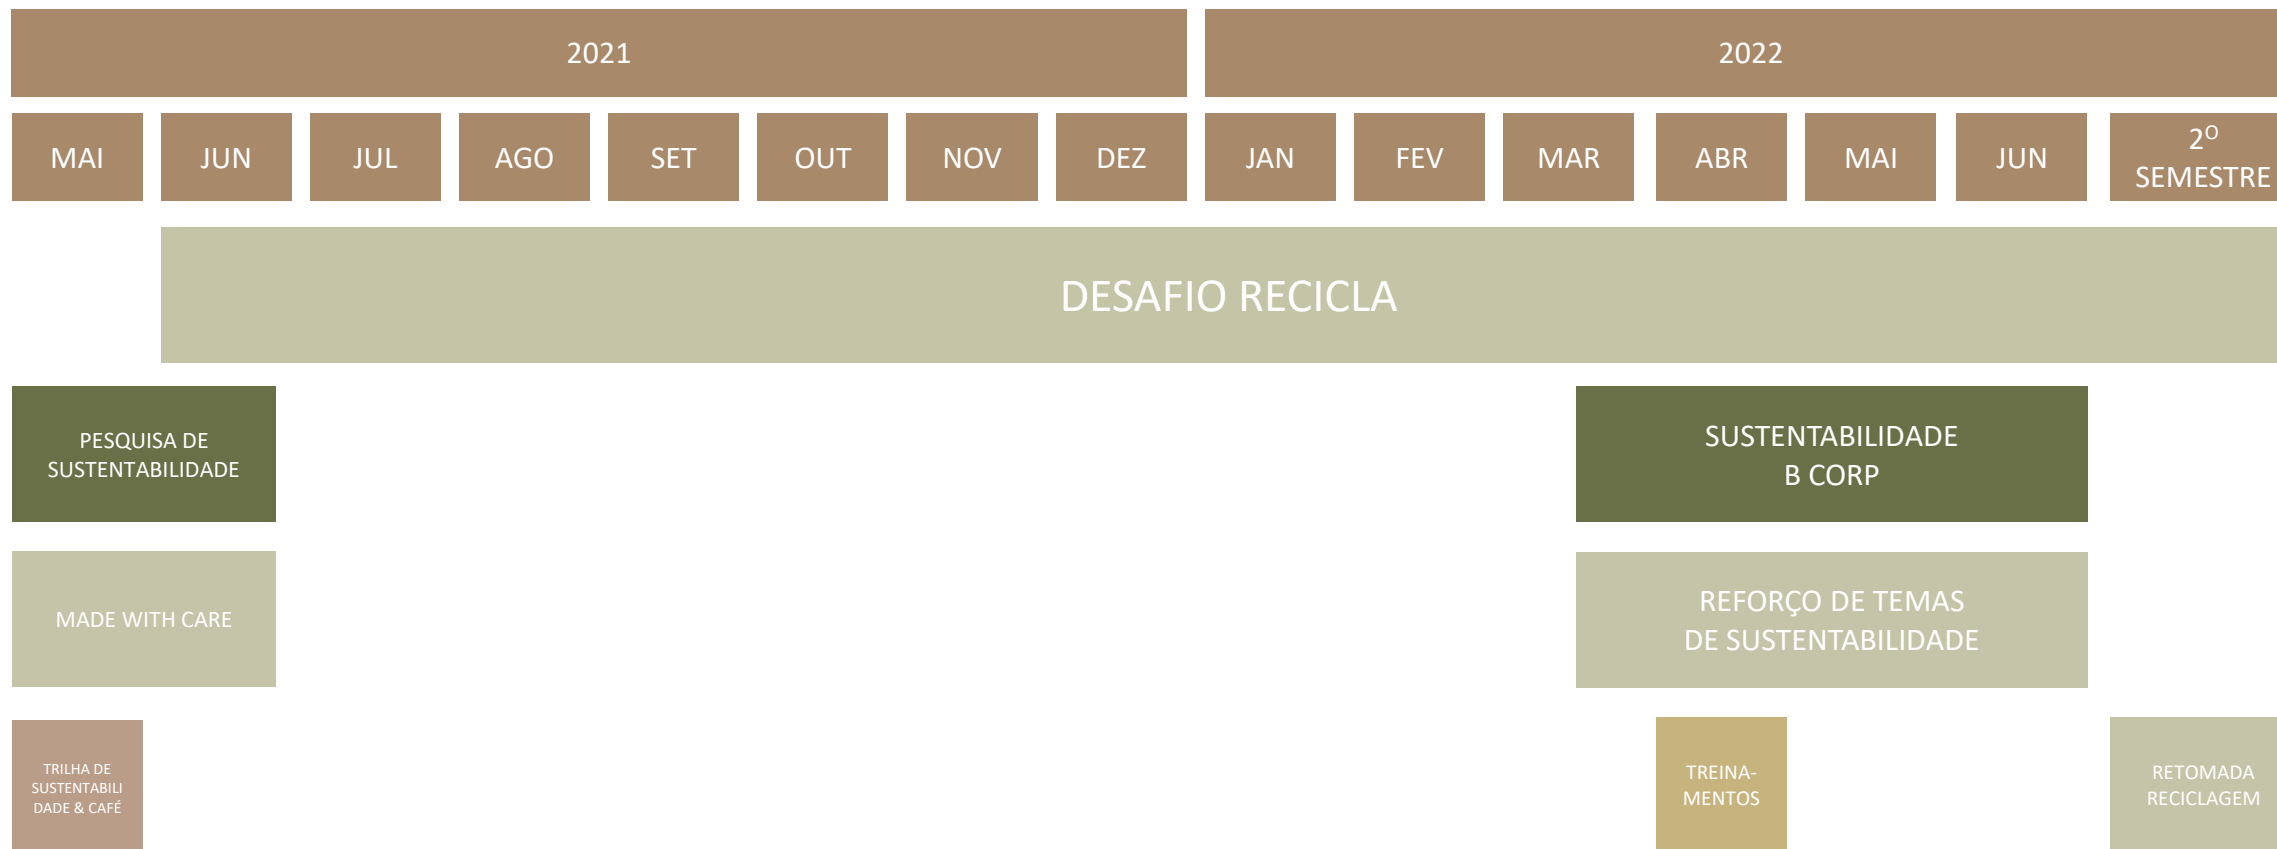 2021
2022
MAI
JUN
JUL
AGO
SET
OUT
NOV
DEZ
JAN
FEV
MAR
ABR
MAI
JUN
2º
SEMESTRE
DESAFIO RECICLA
PESQUISA DE
SUSTENTABILIDADE
SUSTENTABILIDADE
B CORP
MADE WITH CARE
REFORÇO DE TEMAS
DE SUSTENTABILIDADE
TRILHA DE
SUSTENTABILI
DADE & CAFÉ
TREINA-
MENTOS
RETOMADA
RECICLAGEM